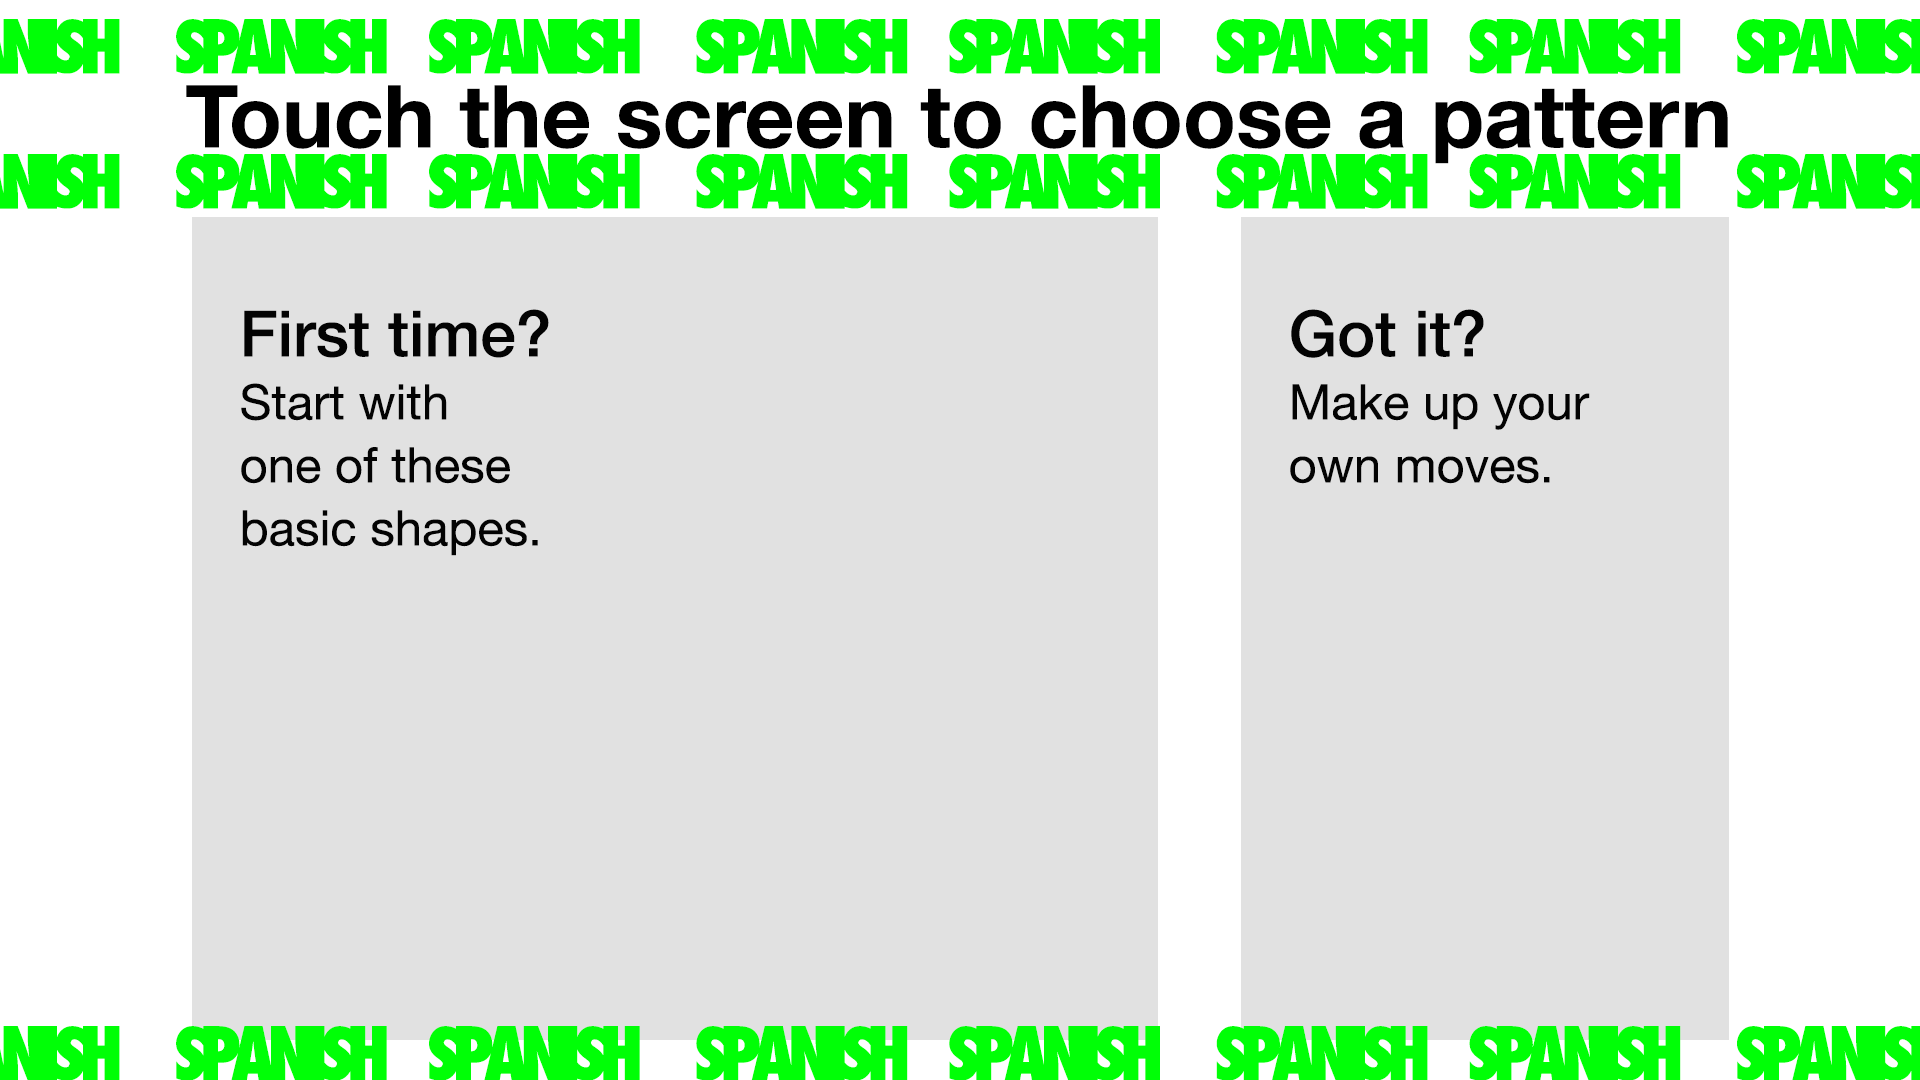 NISH SPANISH SPANISH SPANISH SPANISH SPANISH SPANISH SPANIS
Touch the screen to choose a pattern
NISH SPANISH SPANISH SPANISH SPANISH SPANISH SPANISH SPANIS
First time?
Start with
one of these
basic shapes.
Got it?
Make up your
own moves.
NISH SPANISH SPANISH SPANISH SPANISH SPANISH SPANISH SPANIS